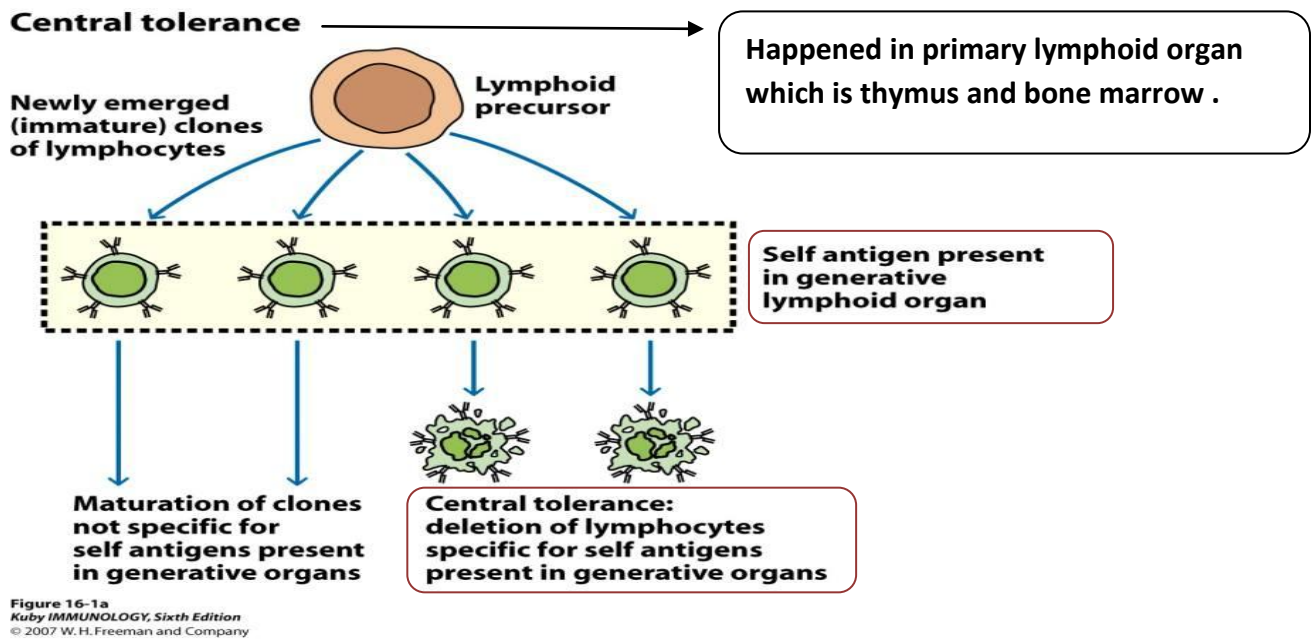 Central tolerance
Happened in primary lymphoid organ
which is thymus and bone marrow .
Newly emerged
(immature) clones
of lymphocytes
Lymphoid
precursor
Self antigen present
in generative
lymphoid organ
Maturation of clones
not specific for
self antigens present
in generative organs
Central tolerance:
deletion of lymphocytes
specific for self antigens
present in generative organs
Figure 16-1a
Kuby IMMUNOLOGY, Sixth Edition
© 2007 W. H. Freeman and Company